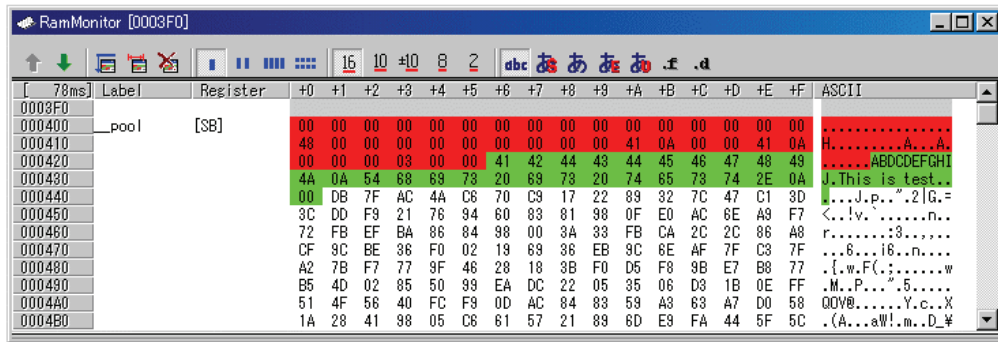 RamMonitor [0003F0]
16 10 ±10 8 2 abc あS あ あE あU .f .d
[ 78ms] Label Register +0 +1 +2 +3 +4 +5 +6 +7 +8 +9 +A +B +C +D +E +F ASCII
0003F0
000400 __pool [SB] 00 00 00 00 00 00 00 00 00 00 00 00 00 00 00 00 ................
000410 48 00 00 00 00 00 00 00 00 00 41 0A 00 00 41 0A H.........A...A.
000420 00 00 00 03 00 00 41 42 44 43 44 45 46 47 48 49 ......ABDCDEFGHI
000430 4A 0A 54 68 69 73 20 69 73 20 74 65 73 74 2E 0A J.This is test..
000440 00 DB 7F AC 4A C6 70 C9 17 22 89 32 7C 47 C1 3D ....J.p..".2|G.=
000450 3C DD F9 21 76 94 60 83 81 98 0F E0 AC 6E A9 F7 <..!v.`......n..
000460 72 FB EF BA 86 84 98 00 3A 33 FB CA 2C 2C 86 A8 r.......:3..,,..
000470 CF 9C BE 36 F0 02 19 69 36 EB 9C 6E AF 7F C3 7F ...6...i6..n....
000480 A2 7B F7 77 9F 46 28 18 3B F0 D5 F8 9B E7 B8 77 .{.w.F(.;......w
000490 B5 4D 02 85 50 99 EA DC 22 05 35 06 D3 1B 0E FF .M..P...".5.....
0004A0 51 4F 56 40 FC F9 0D AC 84 83 59 A3 63 A7 D0 58 QOV@......Y.c..X
0004B0 1A 28 41 98 05 C6 61 57 21 89 6D E9 FA 44 5F 5C .(A...aW!.m..D_¥